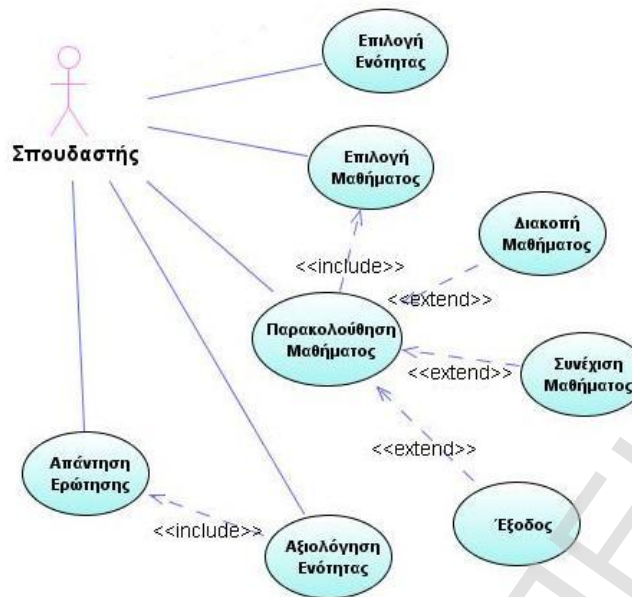 Επιλογή
Ενότητας
Σπουδαστής
Επιλογή
Μαθήματος
Διακοπή
Μαθήματος
<<include>>
<<extend>>
Παρακολούθηση
Μαθήματος
Συνέχιση
Μαθήματος
<<extend>>
<<extend>>
Απάντηση
Ερώτησης
Έξοδος
<<include>>
Αξιολόγηση
Ενότητας